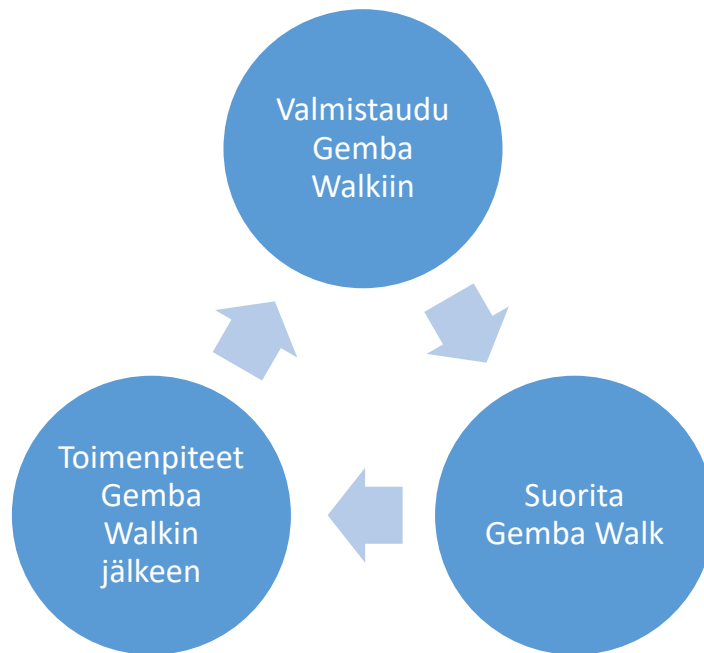 Valmistaudu
Gemba
Walkiin
Suorita
Gemba Walk
Toimenpiteet
Gemba
Walkin
jälkeen